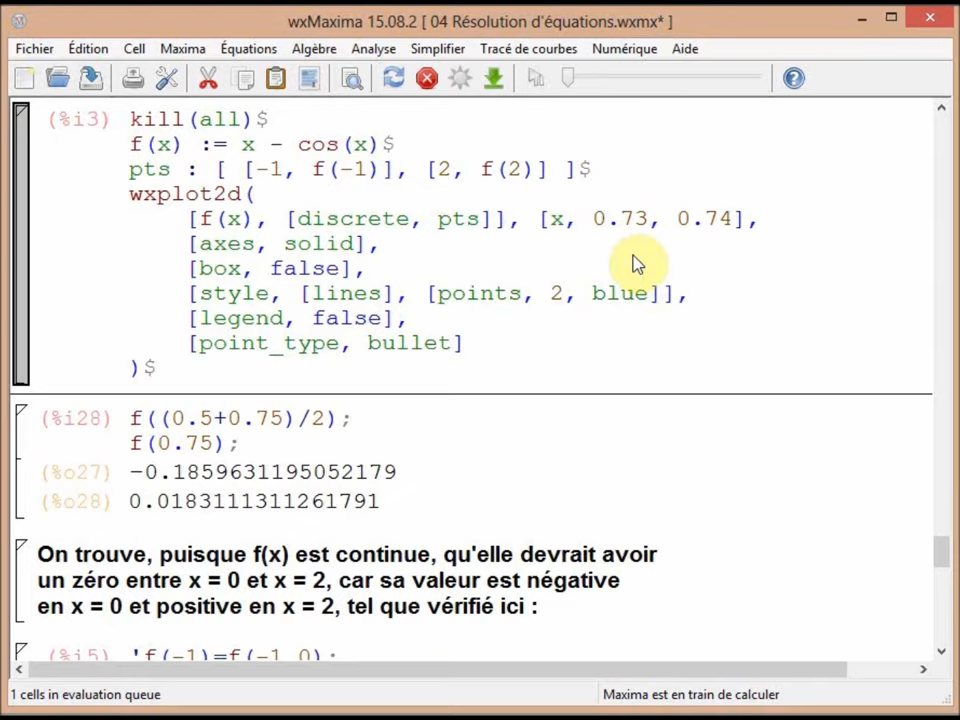 wxMaxima 15.08.2 [ 04 Résolution d'équations.wxmx* ]
Fichier Édition Cell Maxima Équations Algèbre Analyse Simplifier Tracé de courbes Numérique Aide
(%i3) kill(all)$
f(x) := x - cos(x)$
pts : [ [-1, f(-1)], [2, f(2)] ]$
wxplot2d(
[f(x), [discrete, pts]], [x, 0.73, 0.74],
[axes, solid],
[box, false],
[style, [lines], [points, 2, blue]],
[legend, false],
[point_type, bullet]
)$
(%i28) f((0.5+0.75)/2);
f(0.75);
(%o27) -0.1859631195052179
(%o28) 0.0183111311261791
On trouve, puisque f(x) est continue, qu'elle devrait avoir
un zéro entre x = 0 et x = 2, car sa valeur est négative
en x = 0 et positive en x = 2, tel que vérifié ici :
(%i5) 'f(-1)=f(-1.0);
1 cells in evaluation queue Maxima est en train de calculer